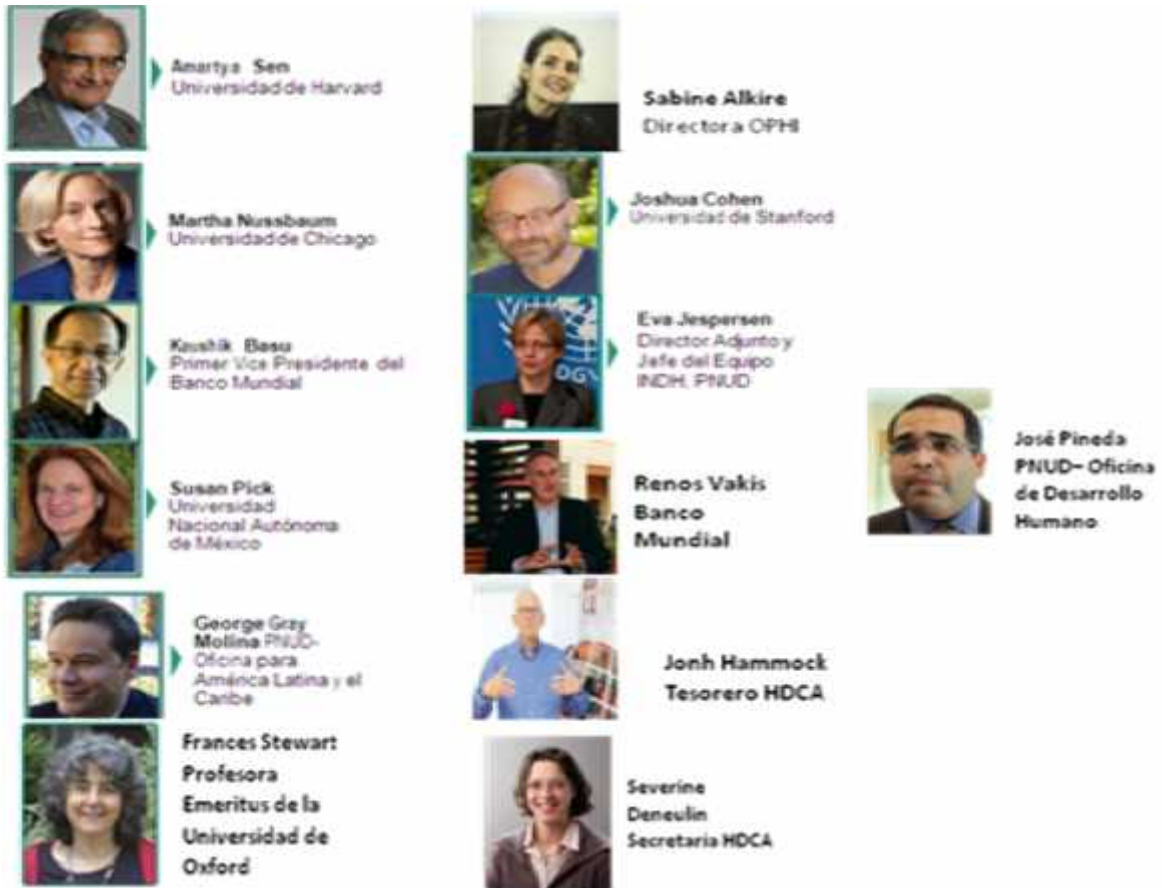 Amartya Sen
Universidad de Harvard
Martha Nussbaum
Universidad de Chicago
Kaushik Basu
Primer Vice Presidente del
Banco Mundial
Susan Pick
Universidad
Nacional Autónoma
de México
George Gray
Molina PNUD-
Oficina para
América Latina y el
Caribe
Frances Stewart
Profesora
Emeritus de la
Universidad de
Oxford
Sabine Alkire
Directora OPHI
Joshua Cohen
Universidad de Stanford
Eva Jespersen
Director Adjunto y
Jefe del Equipo
INDH, PNUD
Renos Vakis
Banco
Mundial
Jonh Hammock
Tesorero HDCA
Severine
Deneulin
Secretaria HDCA
José Pineda
PNUD– Oficina
de Desarrollo
Humano